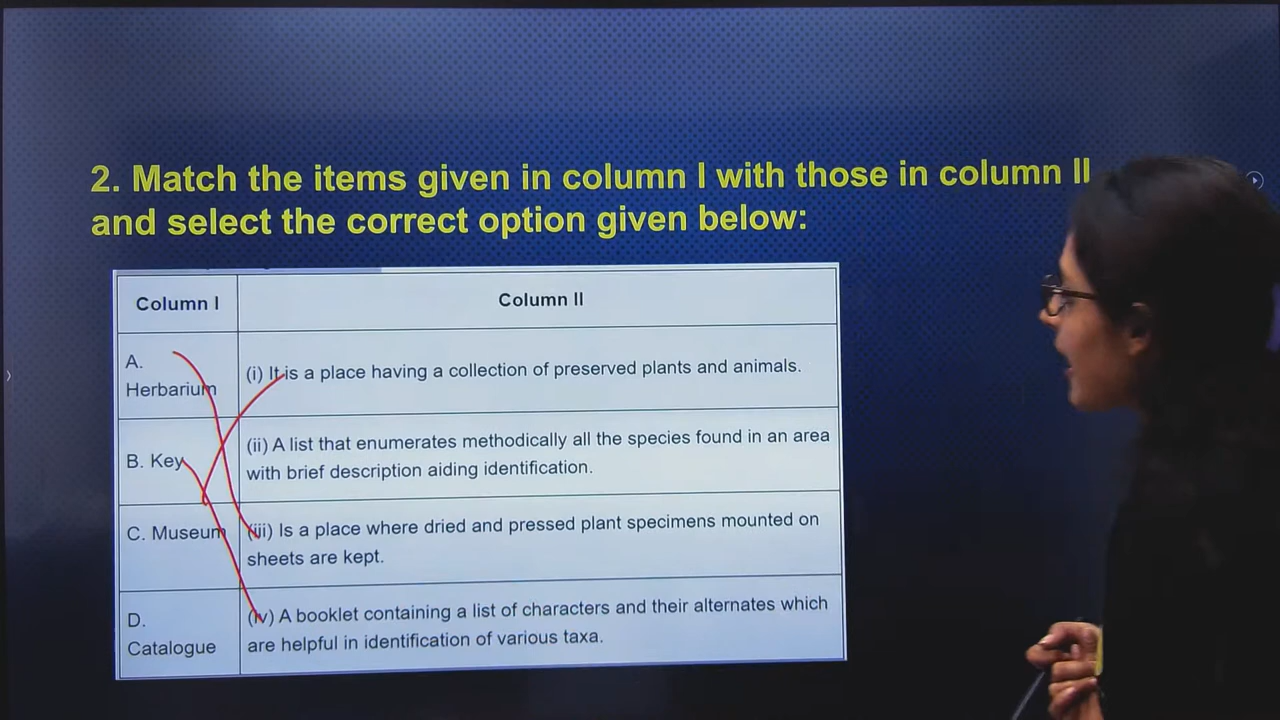 2. Match the items given in column I with those in column II
and select the correct option given below:
Column I
Column II
A.
Herbarium
(i) It is a place having a collection of preserved plants and animals.
B. Key
(ii) A list that enumerates methodically all the species found in an area
with brief description aiding identification.
C. Museum
(iii) Is a place where dried and pressed plant specimens mounted on
sheets are kept.
D.
Catalogue
(iv) A booklet containing a list of characters and their alternates which
are helpful in identification of various taxa.